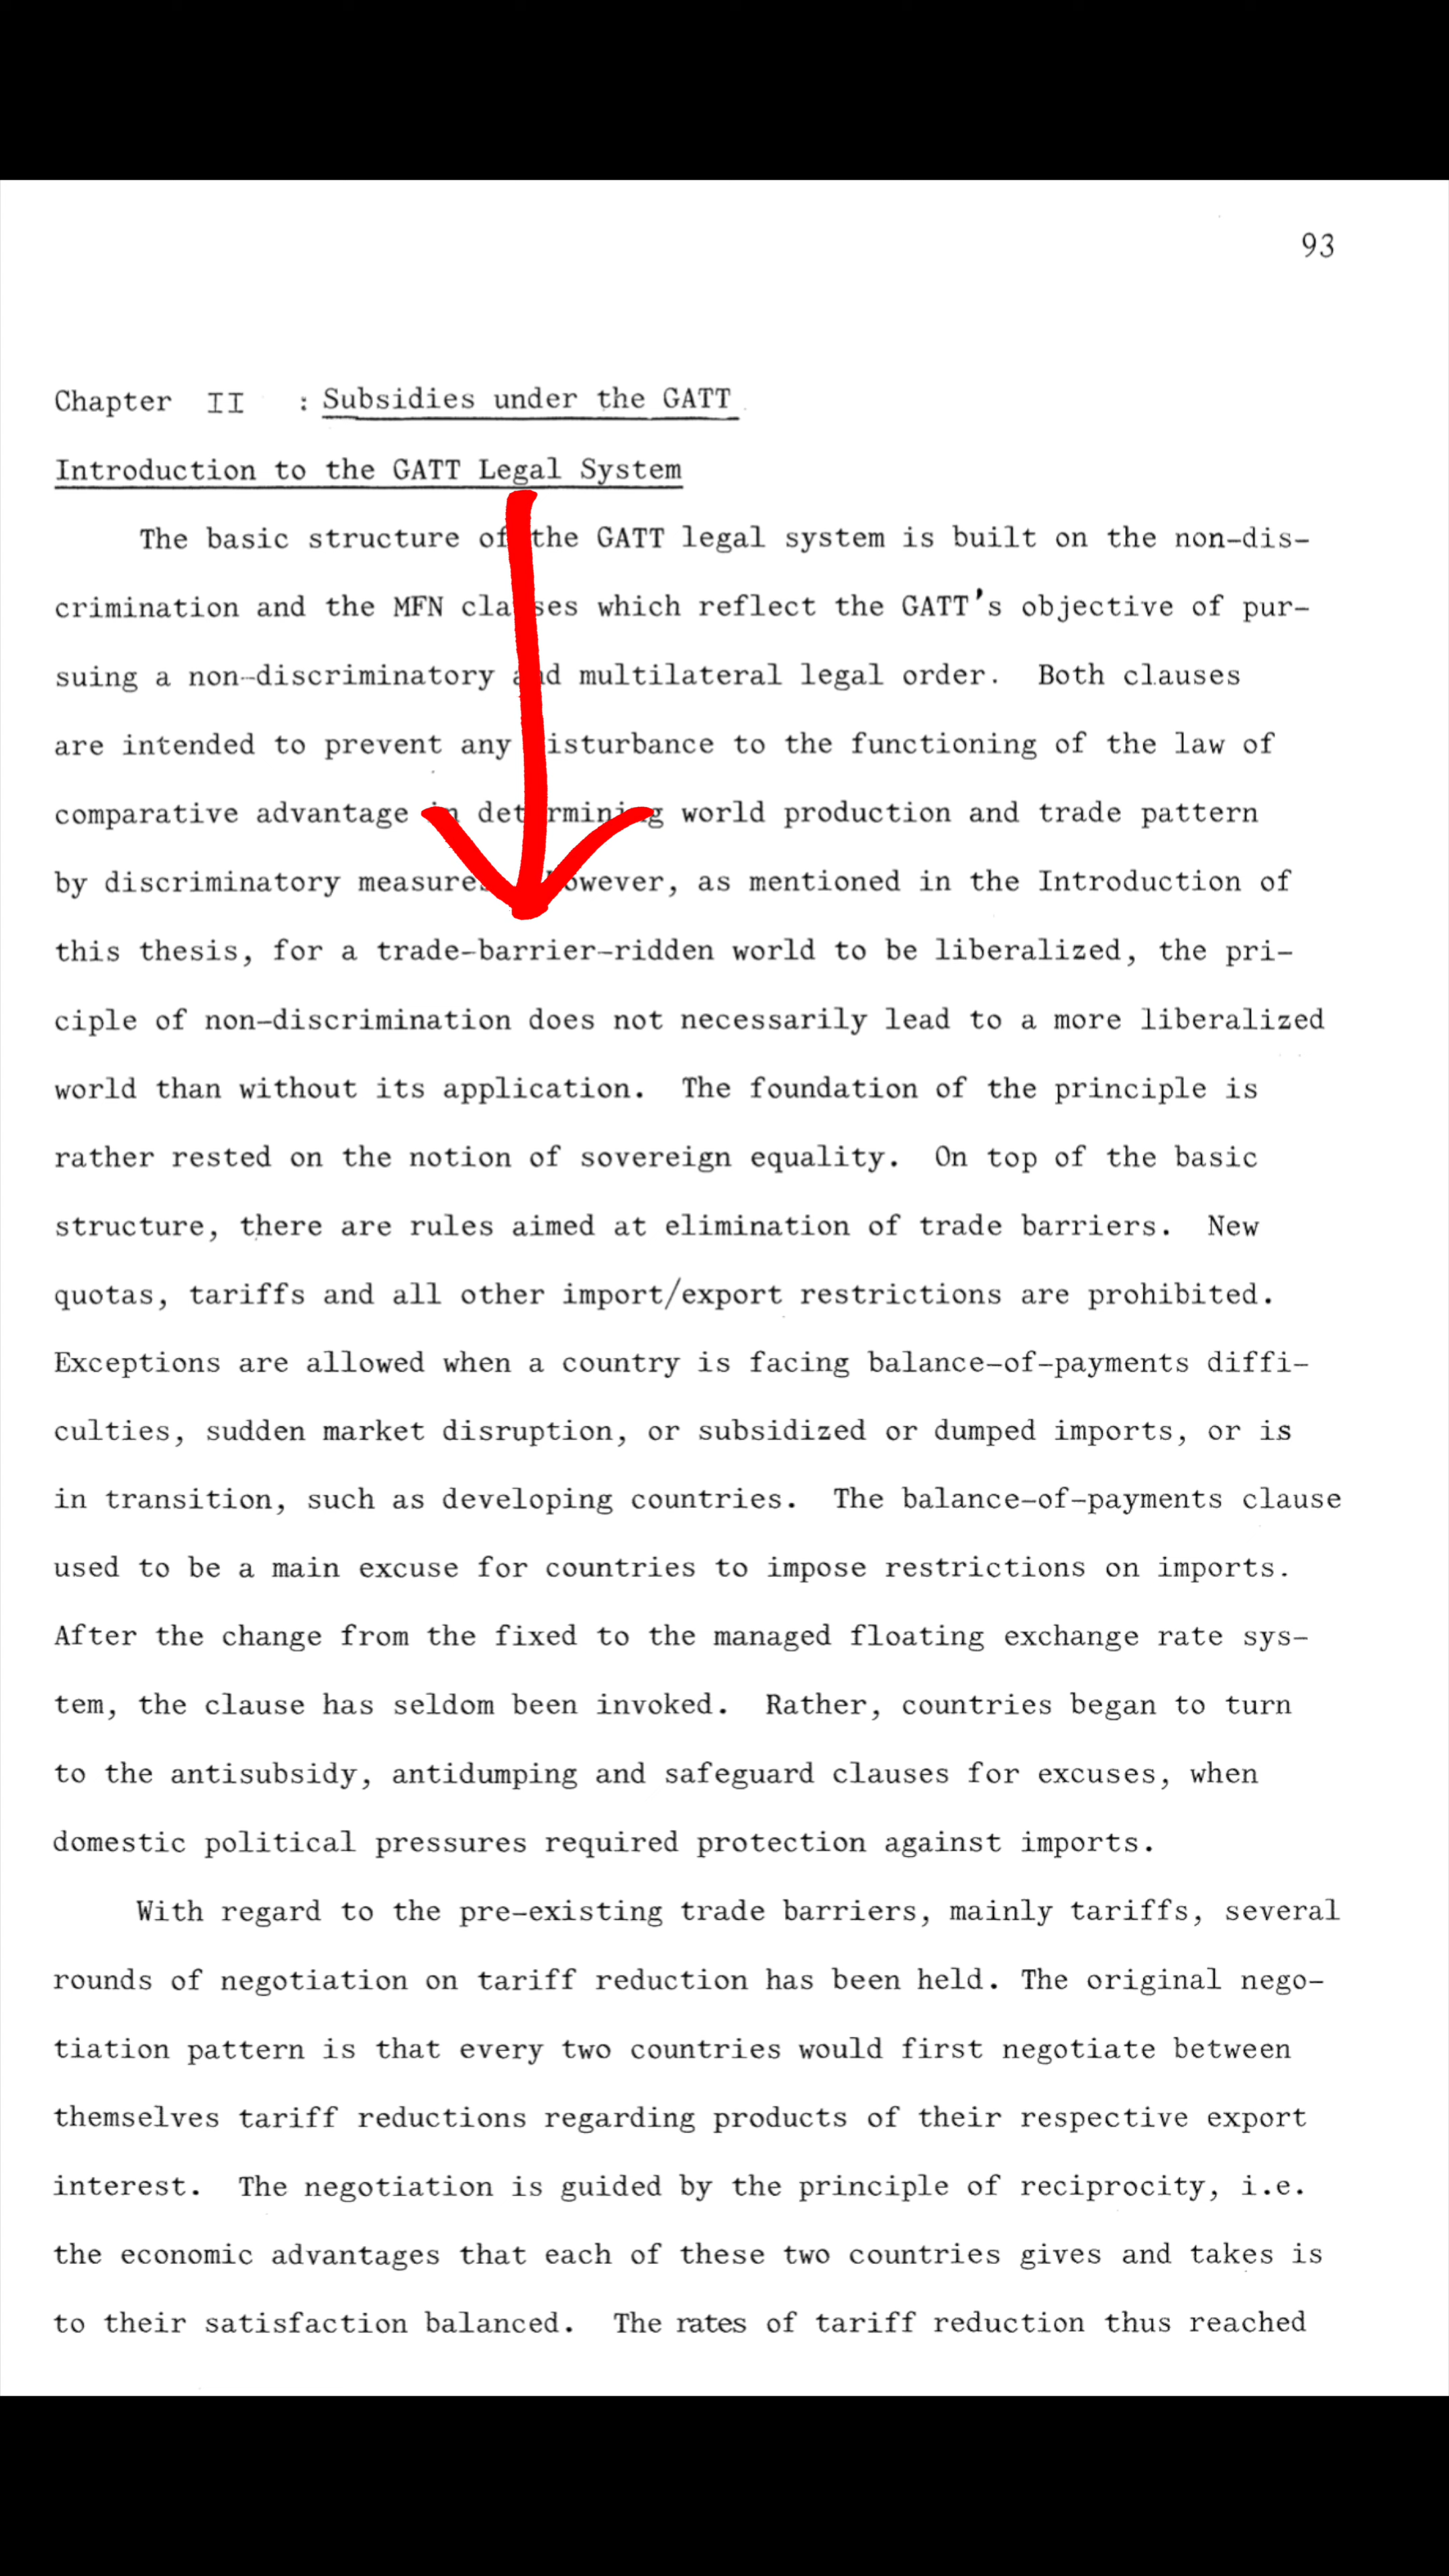 93
Chapter II : Subsidies under the GATT
Introduction to the GATT Legal System
The basic structure of the GATT legal system is built on the non-dis-
crimination and the MFN clauses which reflect the GATT's objective of pur-
suing a non-discriminatory and multilateral legal order. Both clauses
are intended to prevent any disturbance to the functioning of the law of
comparative advantage in determining world production and trade pattern
by discriminatory measures. However, as mentioned in the Introduction of
this thesis, for a trade-barrier-ridden world to be liberalized, the pri-
ciple of non-discrimination does not necessarily lead to a more liberalized
world than without its application. The foundation of the principle is
rather rested on the notion of sovereign equality. On top of the basic
structure, there are rules aimed at elimination of trade barriers. New
quotas, tariffs and all other import/export restrictions are prohibited.
Exceptions are allowed when a country is facing balance-of-payments diffi-
culties, sudden market disruption, or subsidized or dumped imports, or is
in transition, such as developing countries. The balance-of-payments clause
used to be a main excuse for countries to impose restrictions on imports.
After the change from the fixed to the managed floating exchange rate sys-
tem, the clause has seldom been invoked. Rather, countries began to turn
to the antisubsidy, antidumping and safeguard clauses for excuses, when
domestic political pressures required protection against imports.
With regard to the pre-existing trade barriers, mainly tariffs, several
rounds of negotiation on tariff reduction has been held. The original nego-
tiation pattern is that every two countries would first negotiate between
themselves tariff reductions regarding products of their respective export
interest. The negotiation is guided by the principle of reciprocity, i.e.
the economic advantages that each of these two countries gives and takes is
to their satisfaction balanced. The rates of tariff reduction thus reached